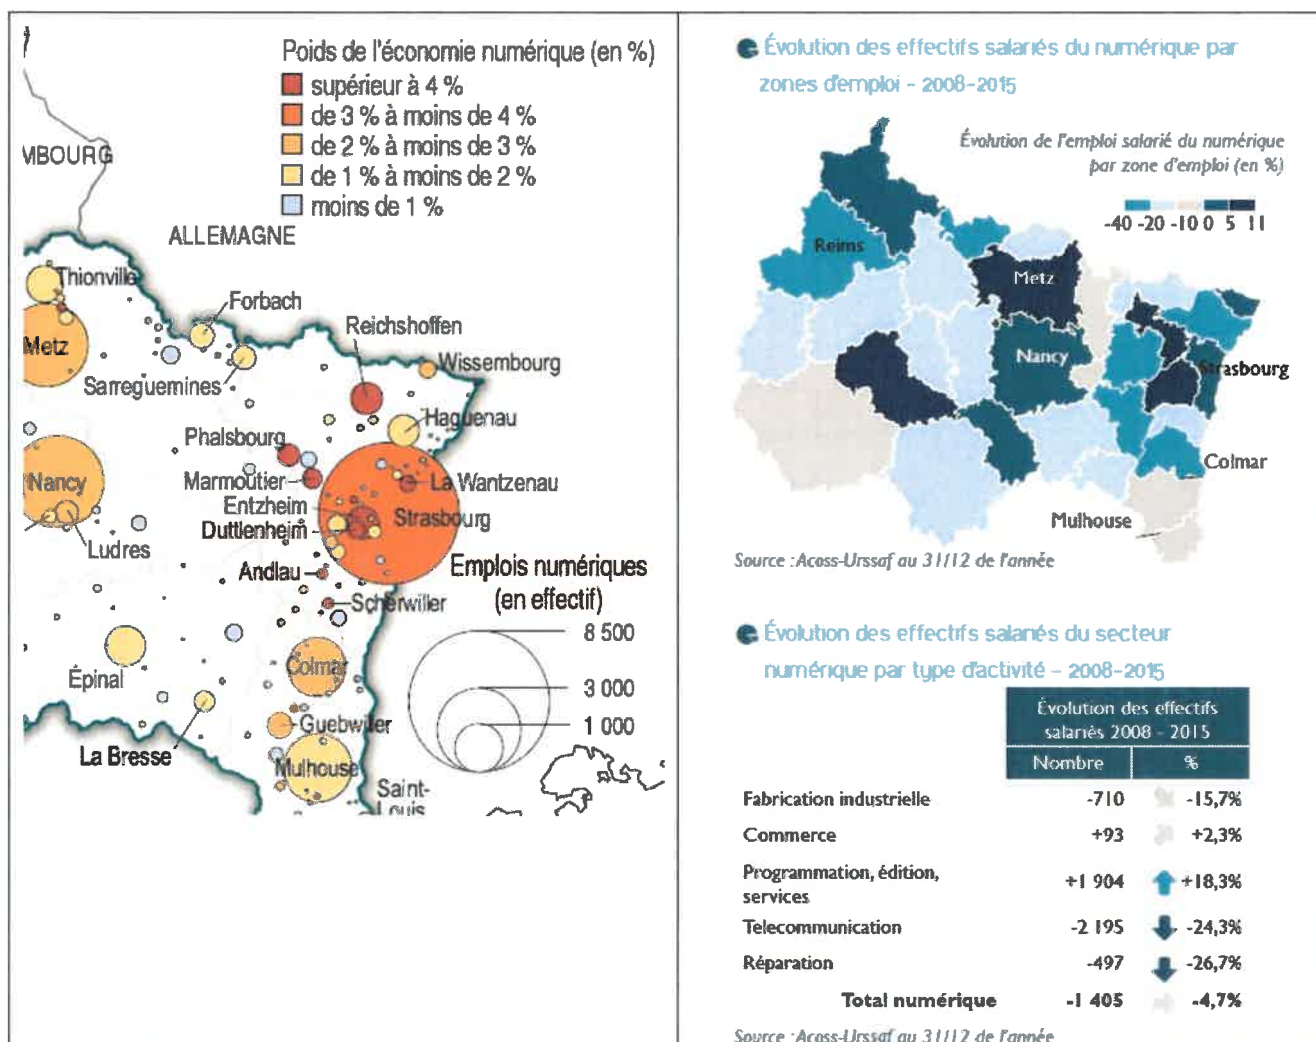 Poids de l'économie numérique (en %)
supérieur à 4 %
de 3 % à moins de 4 %
de 2 % à moins de 3 %
de 1 % à moins de 2 %
moins de 1 %
MBOURG
ALLEMAGNE
Thionville
Forbach
Reichshoffen
Metz
Wissembourg
Sarreguemines
Haguenau
Phalsbourg
Marmoutier
La Wantzenau
Nancy
Entzheim
Strasbourg
Duttlenheim
Ludres
Andlau
Emplois numériques
(en effectif)
Scherwiller
8 500
Colmar
3 000
Épinal
Guebwiller
1 000
La Bresse
Mulhouse
Saint-
Louis
Évolution des effectifs salariés du numérique par
zones d'emploi - 2008-2015
Évolution de l'emploi salarié du numérique
par zone d'emploi (en %)
-40 -20 -10 0 5 11
Reims
Metz
Nancy
Strasbourg
Colmar
Mulhouse
Source : Acoss-Urssaf au 31/12 de l'année
Évolution des effectifs salariés du secteur
numérique par type d'activité - 2008-2015
Évolution des effectifs
salariés 2008 - 2015
Nombre %
Fabrication industrielle -710 -15,7%
Commerce +93 +2,3%
Programmation, édition,
services +1 904 +18,3%
Telecommunication -2 195 -24,3%
Réparation -497 -26,7%
Total numérique -1 405 -4,7%
Source : Acoss-Urssaf au 31/12 de l'année